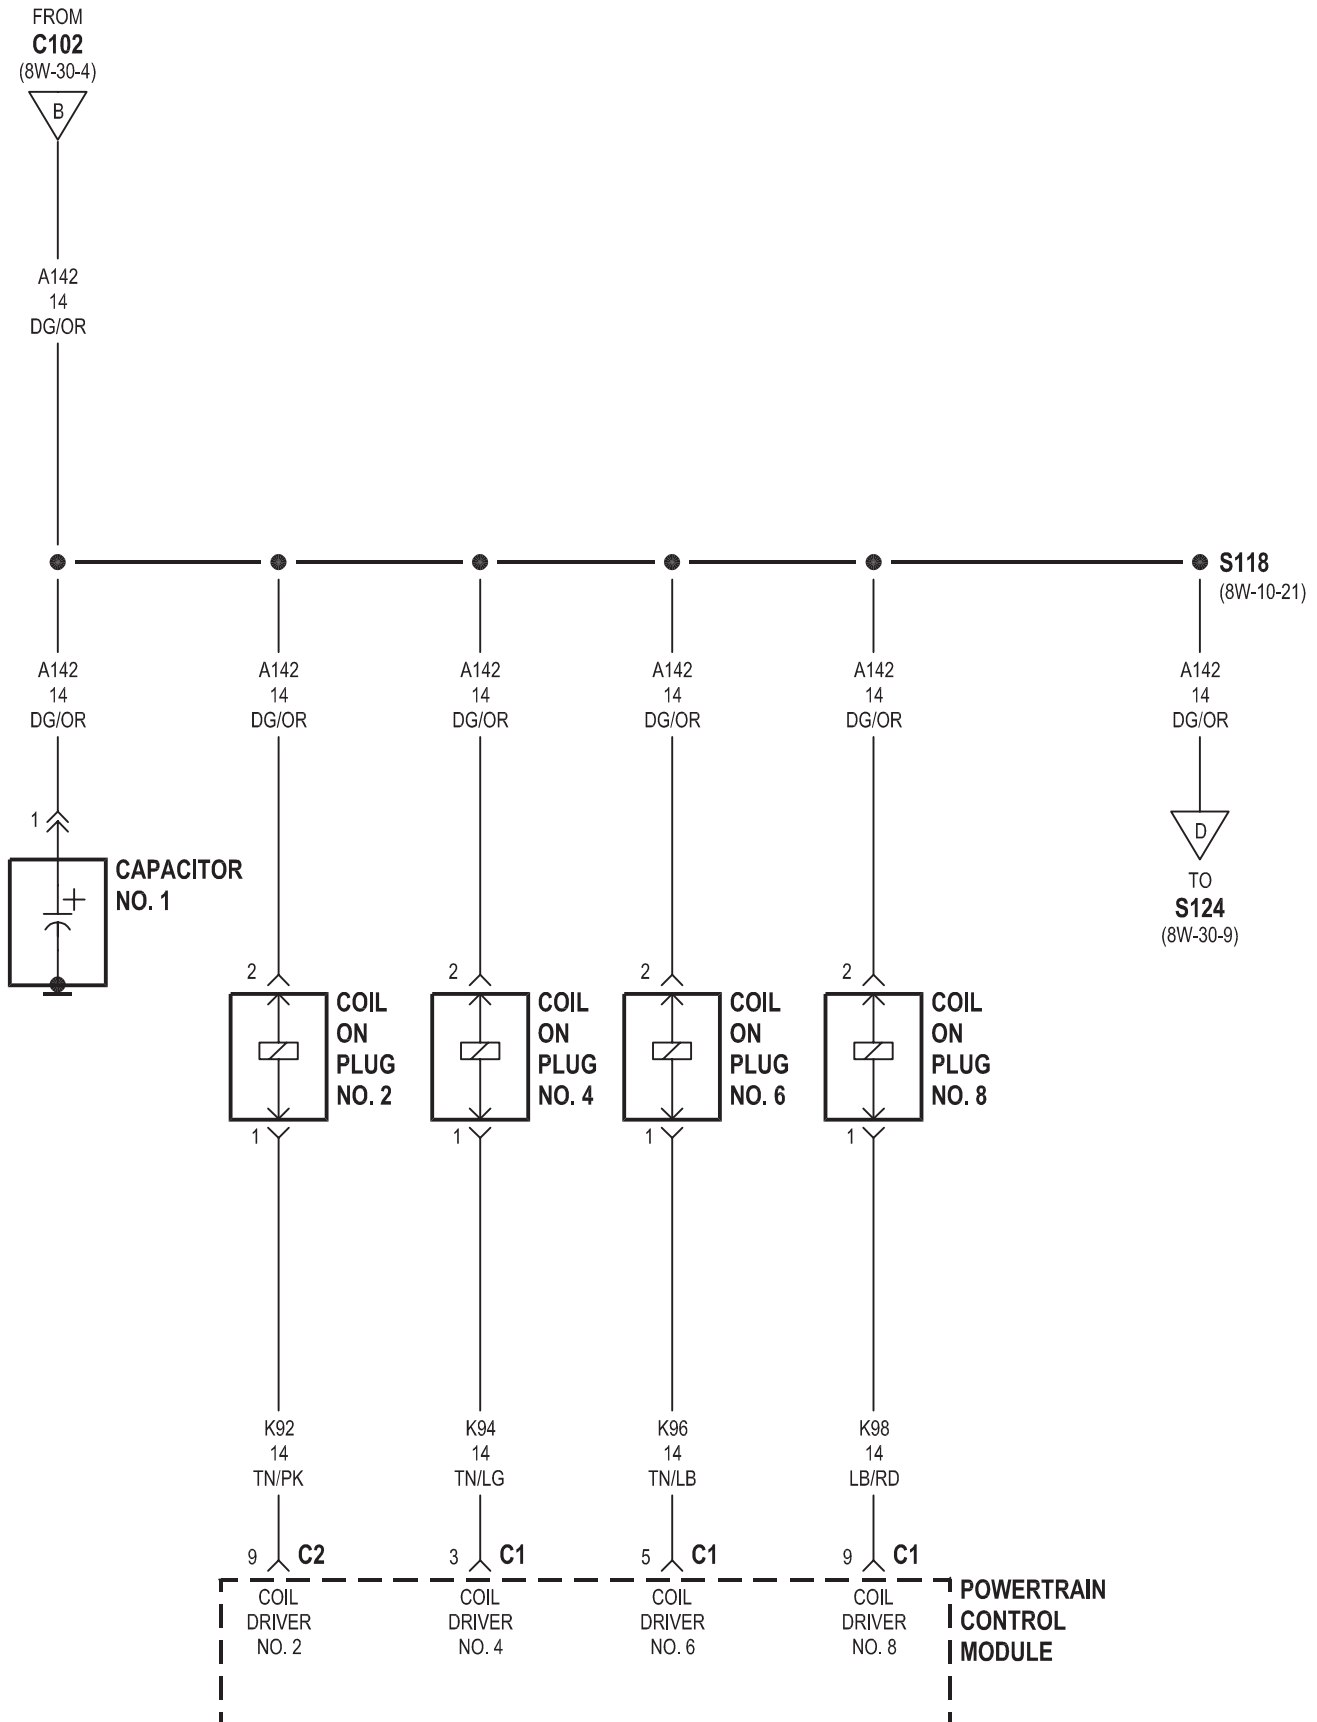 FROM
C102
(8W-30-4)
B
A142
14
DG/OR
S118
(8W-10-21)
A142
14
DG/OR
A142
14
DG/OR
A142
14
DG/OR
A142
14
DG/OR
A142
14
DG/OR
A142
14
DG/OR
1
CAPACITOR
NO. 1
+
D
TO
S124
(8W-30-9)
2
COIL
ON
PLUG
NO. 2
1
2
COIL
ON
PLUG
NO. 4
1
2
COIL
ON
PLUG
NO. 6
1
2
COIL
ON
PLUG
NO. 8
1
K92
14
TN/PK
K94
14
TN/LG
K96
14
TN/LB
K98
14
LB/RD
9 C2
3 C1
5 C1
9 C1
COIL
DRIVER
NO. 2
COIL
DRIVER
NO. 4
COIL
DRIVER
NO. 6
COIL
DRIVER
NO. 8
POWERTRAIN
CONTROL
MODULE